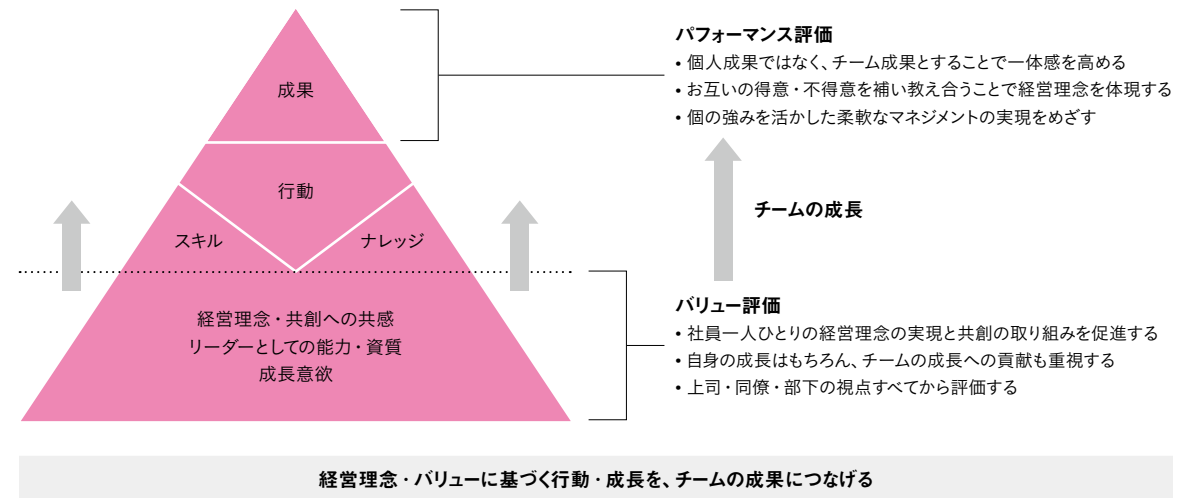 成果
行動
スキル
ナレッジ
経営理念・共創への共感
リーダーとしての能力・資質
成長意欲
パフォーマンス評価
• 個人成果ではなく、チーム成果とすることで一体感を高める
• お互いの得意・不得意を補い教え合うことで経営理念を体現する
• 個の強みを活かした柔軟なマネジメントの実現をめざす
チームの成長
バリュー評価
• 社員一人ひとりの経営理念の実現と共創の取り組みを促進する
• 自身の成長はもちろん、チームの成長への貢献も重視する
• 上司・同僚・部下の視点すべてから評価する
経営理念・バリューに基づく行動・成長を、チームの成果につなげる